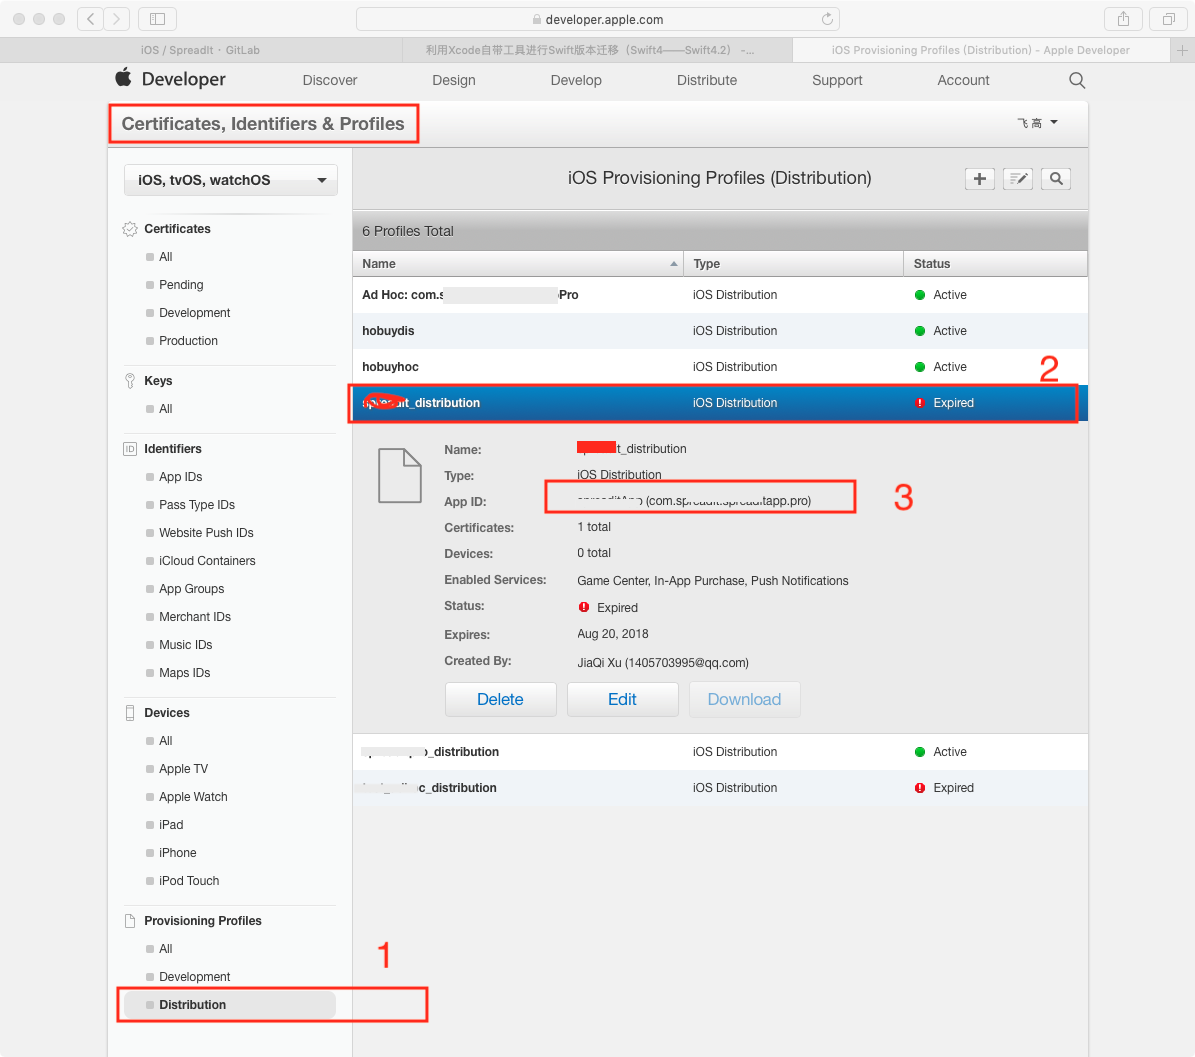 developer.apple.com
iOS / SpreadIt · GitLab
利用Xcode自带工具进行Swift版本迁移（Swift4——Swift4.2） -...
iOS Provisioning Profiles (Distribution) - Apple Developer
Developer Discover Design Develop Distribute Support Account
Certificates, Identifiers & Profiles
飞 高
iOS, tvOS, watchOS
Certificates
All
Pending
Development
Production
Keys
All
Identifiers
App IDs
Pass Type IDs
Website Push IDs
iCloud Containers
App Groups
Merchant IDs
Music IDs
Maps IDs
Devices
All
Apple TV
Apple Watch
iPad
iPhone
iPod Touch
Provisioning Profiles
All
Development
Distribution
1
iOS Provisioning Profiles (Distribution)
6 Profiles Total
Name Type Status
Ad Hoc: com.s Pro iOS Distribution Active
hobuydis iOS Distribution Active
hobuyhoc iOS Distribution Active
2
_distribution iOS Distribution Expired
Name: t_distribution
Type: iOS Distribution
App ID: (com.spreadit.spreaditapp.pro)
3
Certificates: 1 total
Devices: 0 total
Enabled Services: Game Center, In-App Purchase, Push Notifications
Status: Expired
Expires: Aug 20, 2018
Created By: JiaQi Xu (1405703995@qq.com)
Delete Edit Download
_distribution iOS Distribution Active
c_distribution iOS Distribution Expired